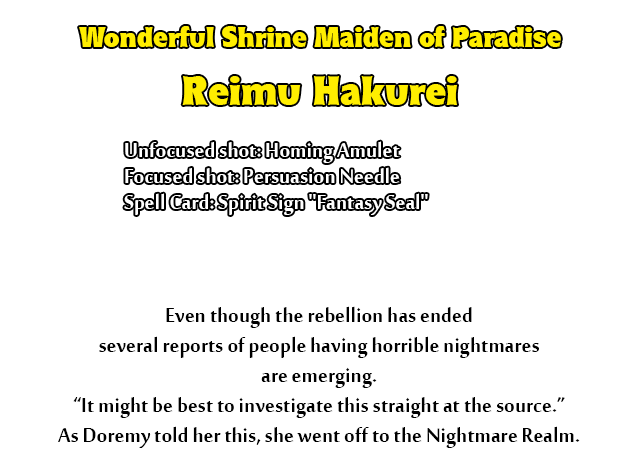 Wonderful Shrine Maiden of Paradise
Reimu Hakurei
Unfocused shot: Homing Amulet
Focused shot: Persuasion Needle
Spell Card: Spirit Sign "Fantasy Seal"
Even though the rebellion has ended
several reports of people having horrible nightmares
are emerging.
“It might be best to investigate this straight at the source.”
As Doremy told her this, she went off to the Nightmare Realm.